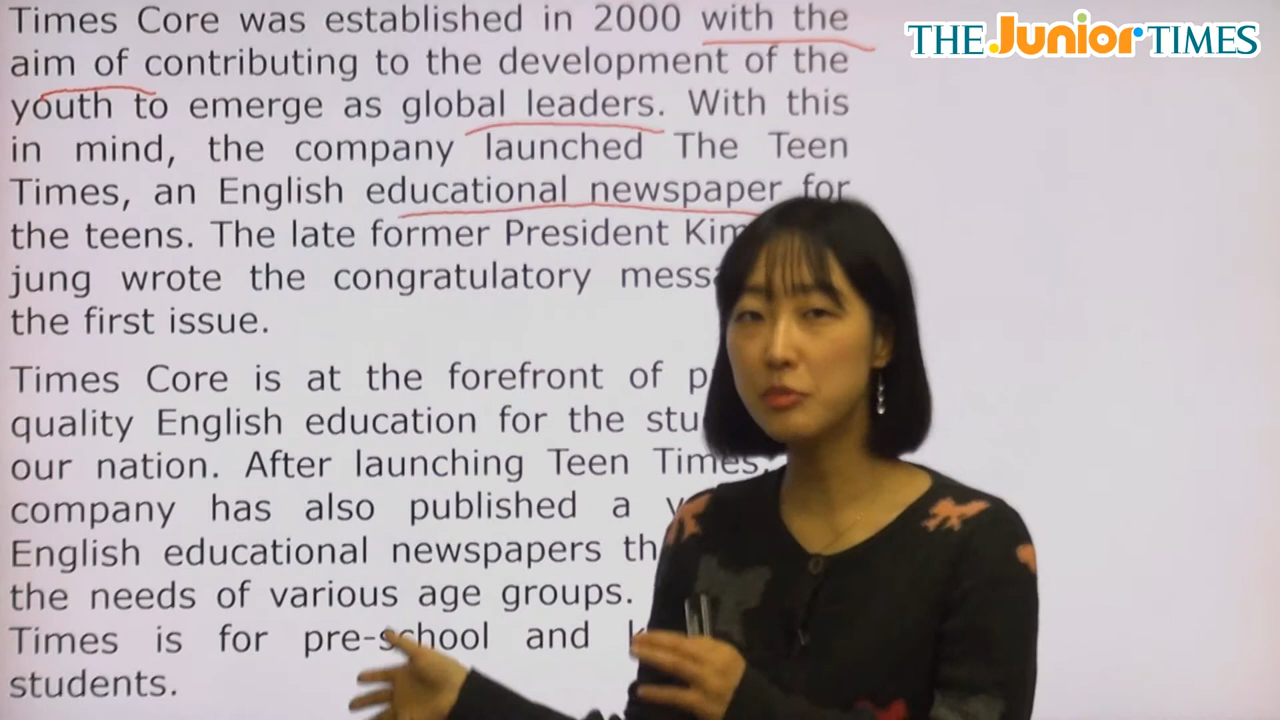 THE Junior TIMES
Times Core was established in 2000 with the
aim of contributing to the development of the
youth to emerge as global leaders. With this
in mind, the company launched The Teen
Times, an English educational newspaper for
the teens. The late former President Kim
jung wrote the congratulatory
the first issue.
Times Core is at the forefront of
quality English education for the
our nation. After launching Teen Times,
company has also published a
English educational newspapers
the needs of various age groups.
Times is for pre-school and
students.